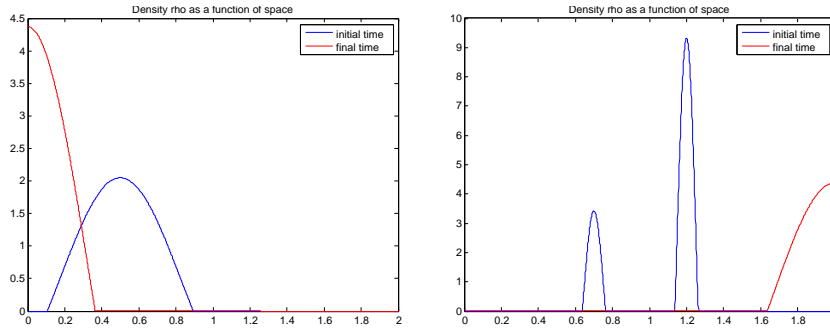 Density rho as a function of space
initial time
final time
4.5
4
3.5
3
2.5
2
1.5
1
0.5
0
0 0.2 0.4 0.6 0.8 1 1.2 1.4 1.6 1.8 2
Density rho as a function of space
initial time
final time
10
9
8
7
6
5
4
3
2
1
0
0 0.2 0.4 0.6 0.8 1 1.2 1.4 1.6 1.8